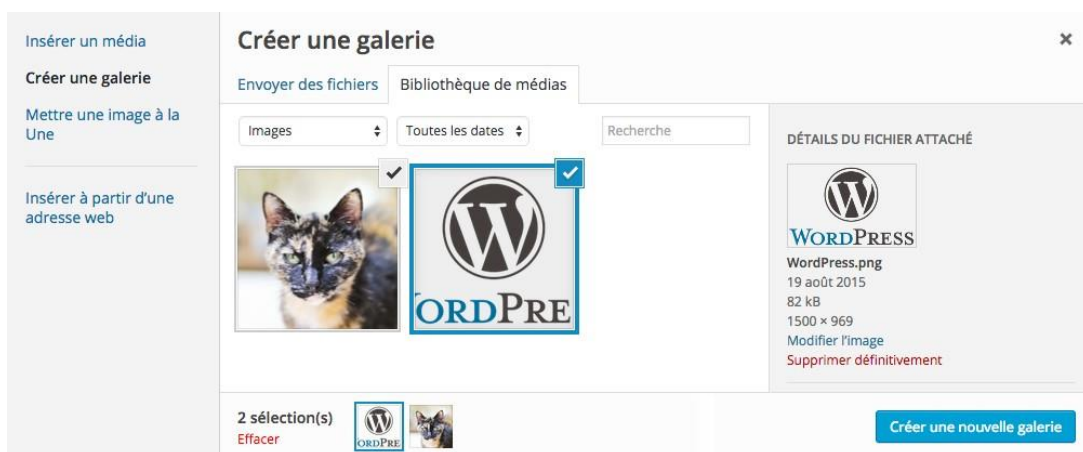 Insérer un média
Créer une galerie
Mettre une image à la
Une
Insérer à partir d'une
adresse web
Créer une galerie
×
Envoyer des fichiers
Bibliothèque de médias
Images
Toutes les dates
Recherche
W
ORDPRE
DÉTAILS DU FICHIER ATTACHÉ
W
WORDPRESS
WordPress.png
19 août 2015
82 kB
1500 × 969
Modifier l'image
Supprimer définitivement
2 sélection(s)
Effacer
W
ORDPRE
Créer une nouvelle galerie